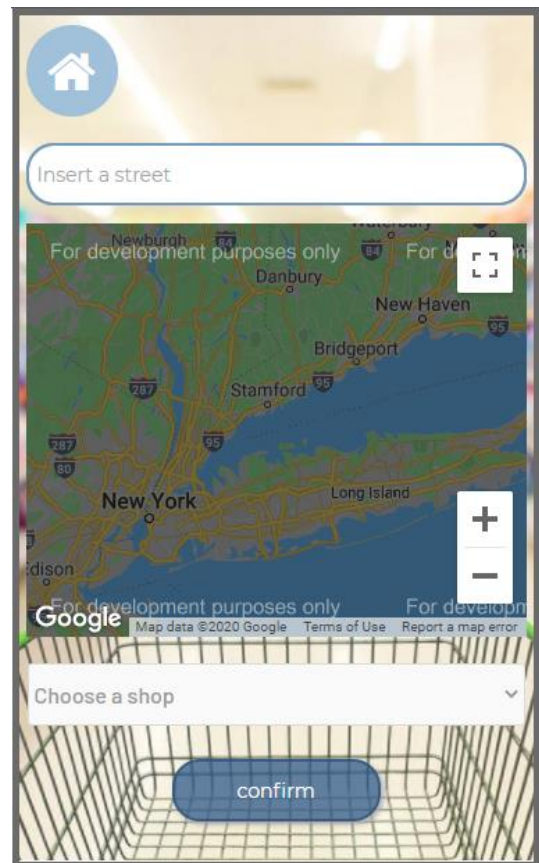 Insert a street
Waterbury
Newburgh 84 84
For development purposes only For
Danbury
New Haven
95
Bridgeport
287 Stamford 95
287 95
80
New York Long Island
Edison
For development purposes only For developm
Google Map data ©2020 Google Terms of Use Report a map error
Choose a shop
confirm